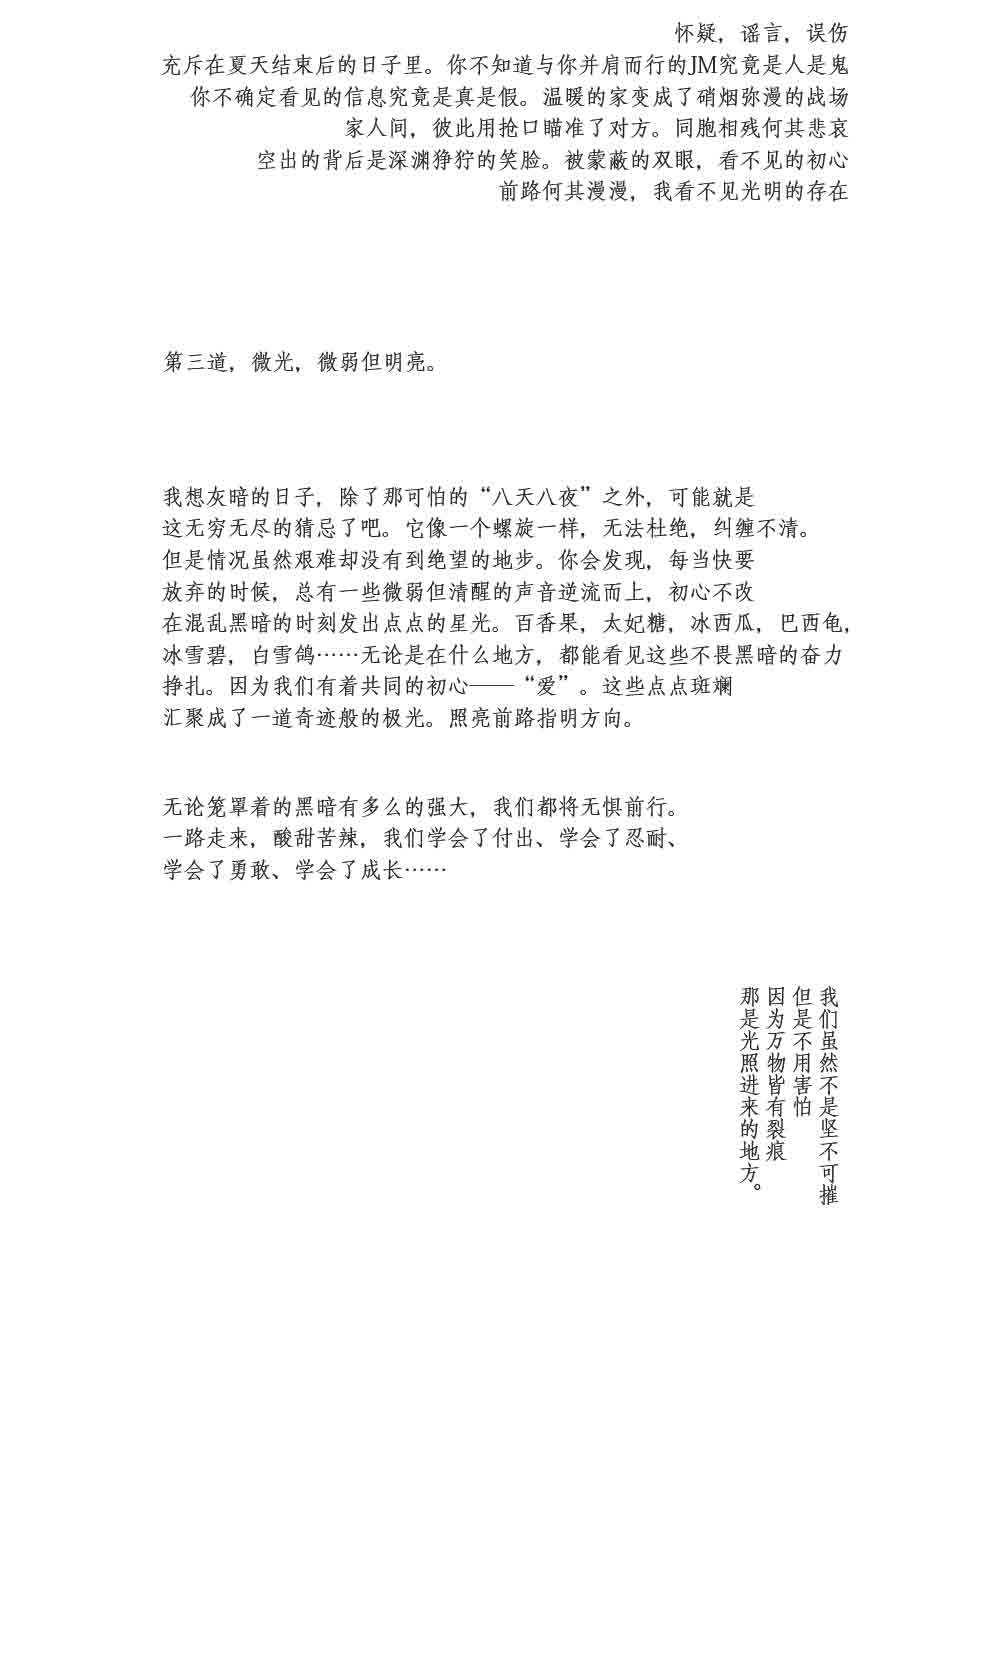 怀疑，谣言，误伤
充斥在夏天结束后的日子里。你不知道与你并肩而行的JM究竟是人是鬼
你不确定看见的信息究竟是真是假。温暖的家变成了硝烟弥漫的战场
家人间，彼此用抢口瞄准了对方。同胞相残何其悲哀
空出的背后是深渊狰狞的笑脸。被蒙蔽的双眼，看不见的初心
前路何其漫漫，我看不见光明的存在
第三道，微光，微弱但明亮。
我想灰暗的日子，除了那可怕的“八天八夜”之外，可能就是
这无穷无尽的猜忌了吧。它像一个螺旋一样，无法杜绝，纠缠不清。
但是情况虽然艰难却没有到绝望的地步。你会发现，每当快要
放弃的时候，总有一些微弱但清醒的声音逆流而上，初心不改
在混乱黑暗的时刻发出点点的星光。百香果，太妃糖，冰西瓜，巴西龟，
冰雪碧，白雪鸽……无论是在什么地方，都能看见这些不畏黑暗的奋力
挣扎。因为我们有着共同的初心——“爱”。这些点点斑斓
汇聚成了一道奇迹般的极光。照亮前路指明方向。
无论笼罩着的黑暗有多么的强大，我们都将无惧前行。
一路走来，酸甜苦辣，我们学会了付出、学会了忍耐、
学会了勇敢、学会了成长……
我们虽然不是坚不可摧
但是不用害怕
因为万物皆有裂痕
那是光照进来的地方。